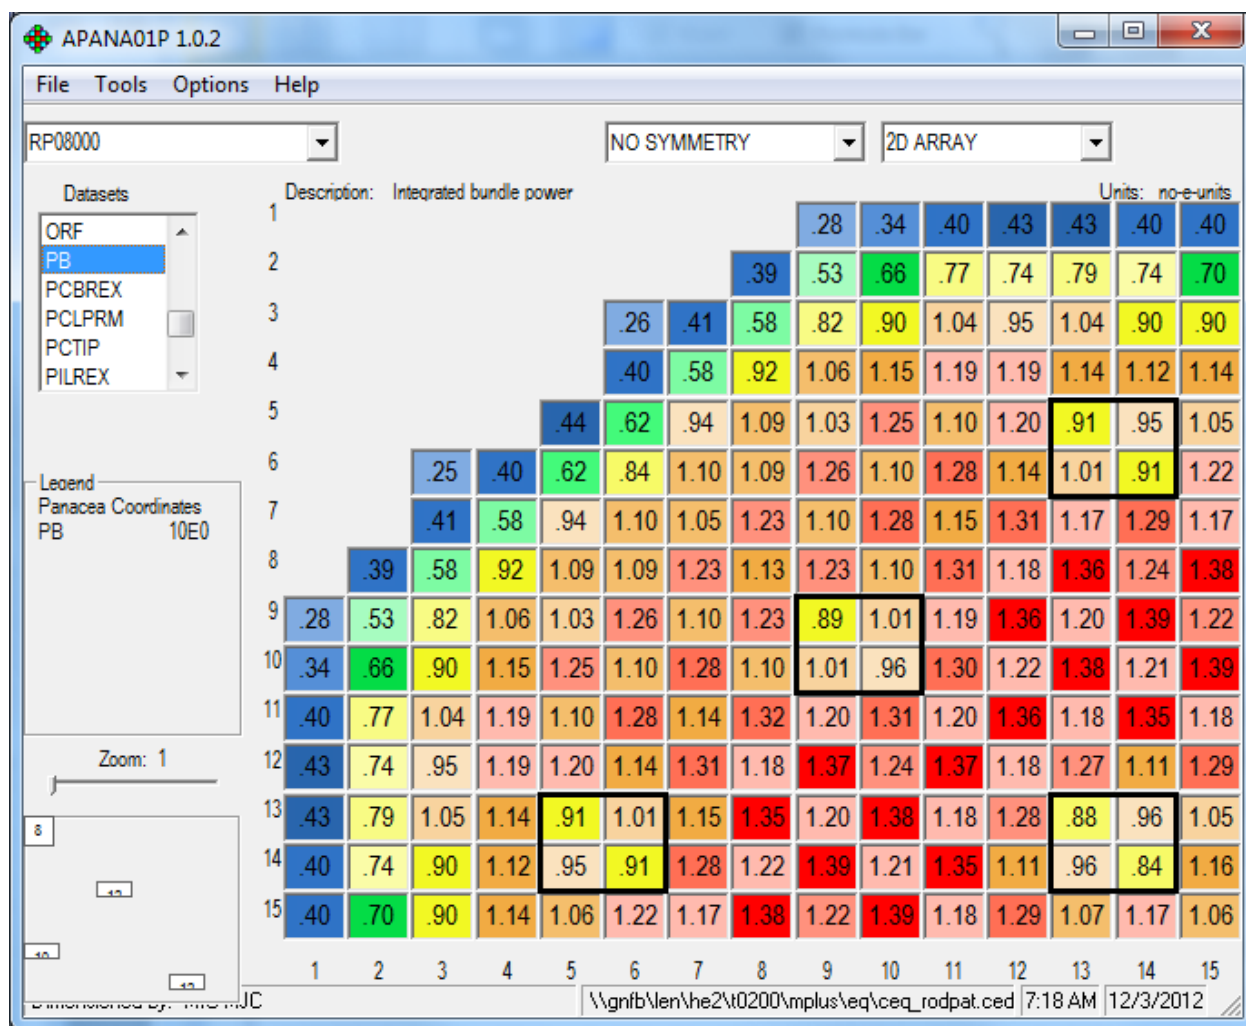 APANA01P 1.0.2
File Tools Options Help
RP08000 NO SYMMETRY 2D ARRAY
Datasets
ORF
PB
PCBREX
PCLPRM
PCTIP
PILREX
Description: Integrated bundle power Units: no-e-units
1 .28 .34 .40 .43 .43 .40 .40
2 .39 .53 .66 .77 .74 .79 .74 .70
3 .26 .41 .58 .82 .90 1.04 .95 1.04 .90 .90
4 .40 .58 .92 1.06 1.15 1.19 1.19 1.14 1.12 1.14
5 .44 .62 .94 1.09 1.03 1.25 1.10 1.20 .91 .95 1.05
6 .25 .40 .62 .84 1.10 1.09 1.26 1.10 1.28 1.14 1.01 .91 1.22
7 .41 .58 .94 1.10 1.05 1.23 1.10 1.28 1.15 1.31 1.17 1.29 1.17
8 .39 .58 .92 1.09 1.09 1.23 1.13 1.23 1.10 1.31 1.18 1.36 1.24 1.38
9 .28 .53 .82 1.06 1.03 1.26 1.10 1.23 .89 1.01 1.19 1.36 1.20 1.39 1.22
10 .34 .66 .90 1.15 1.25 1.10 1.28 1.10 1.01 .96 1.30 1.22 1.38 1.21 1.39
11 .40 .77 1.04 1.19 1.10 1.28 1.14 1.32 1.20 1.31 1.20 1.36 1.18 1.35 1.18
12 .43 .74 .95 1.19 1.20 1.14 1.31 1.18 1.37 1.24 1.37 1.18 1.27 1.11 1.29
13 .43 .79 1.05 1.14 .91 1.01 1.15 1.35 1.20 1.38 1.18 1.28 .88 .96 1.05
14 .40 .74 .90 1.12 .95 .91 1.28 1.22 1.39 1.21 1.35 1.11 .96 .84 1.16
15 .40 .70 .90 1.14 1.06 1.22 1.17 1.38 1.22 1.39 1.18 1.29 1.07 1.17 1.06
1 2 3 4 5 6 7 8 9 10 11 12 13 14 15
Legend
Panacea Coordinates
PB 10E0
Zoom: 1
8
\\gnfb\len\he2\t0200\mplus\eq\ceq_rodpat.ced 7:18 AM 12/3/2012